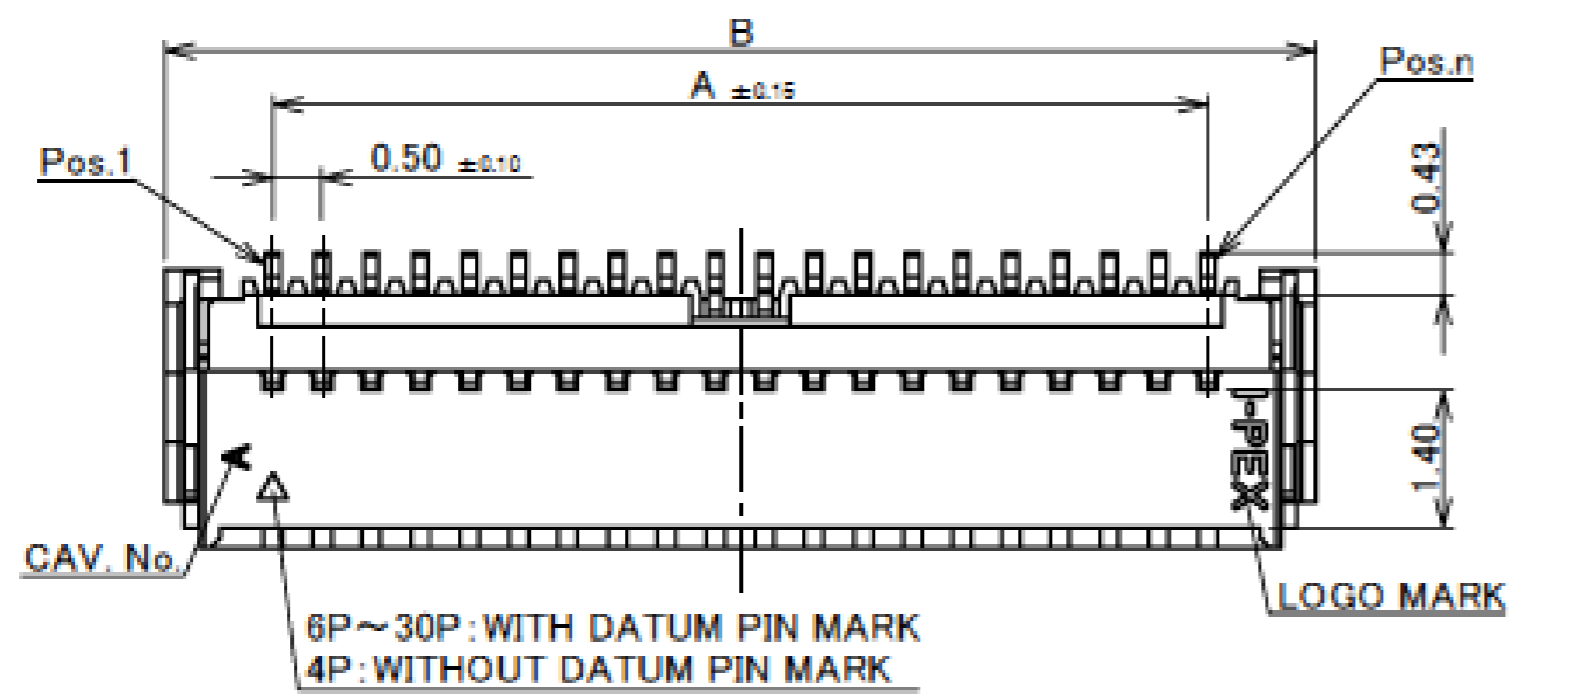 B
A ±0.15
Pos.n
Pos.1
0.50 ±0.10
0.43
1.40
A
I-PEX
CAV. No.
LOGO MARK
6P～30P:WITH DATUM PIN MARK
4P:WITHOUT DATUM PIN MARK